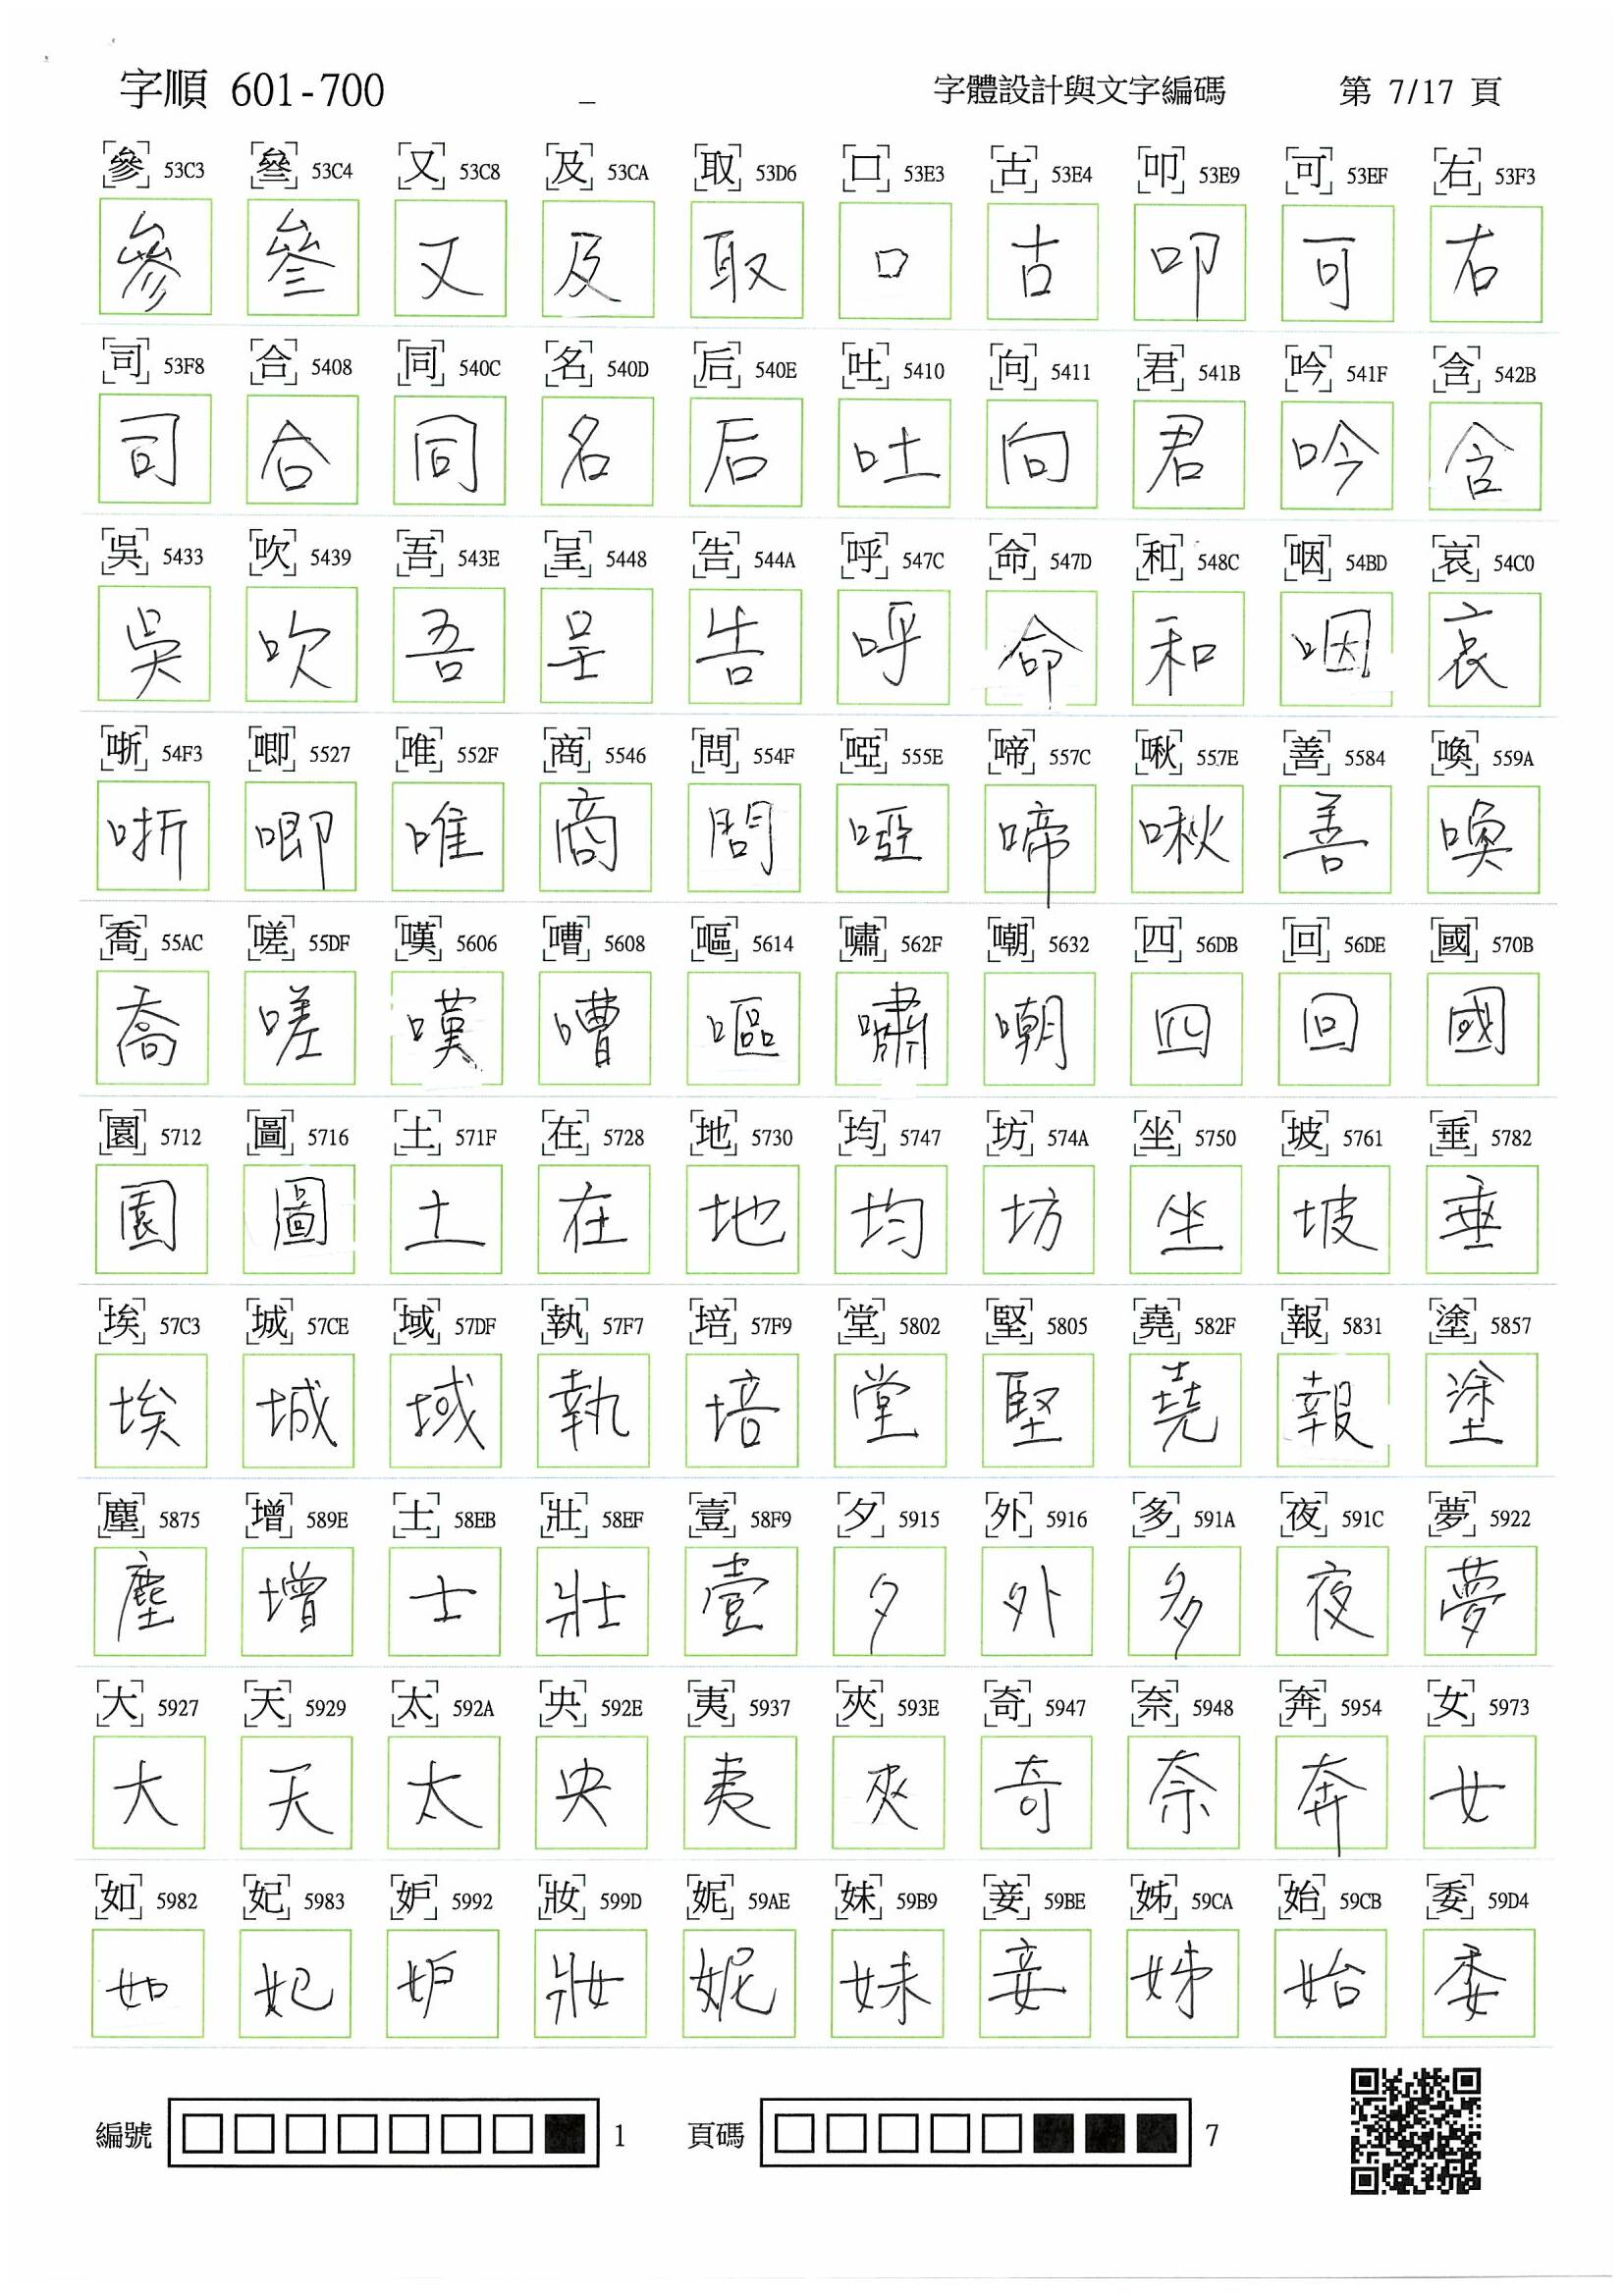 字順 601-700 _ 字體設計與文字編碼 第 7/17 頁
參 53C3 叄 53C4 又 53C8 及 53CA 取 53D6 口 53E3 古 53E4 叩 53E9 可 53EF 右 53F3
參 叄 又 及 取 口 古 叩 可 右
司 53F8 合 5408 同 540C 名 540D 后 540E 吐 5410 向 5411 君 541B 吟 541F 含 542B
司 合 同 名 后 吐 向 君 吟 含
吳 5433 吹 5439 吾 543E 呈 5448 告 544A 呼 547C 命 547D 和 548C 咽 54BD 哀 54C0
吳 吹 吾 呈 告 呼 命 和 咽 哀
哳 54F3 唧 5527 唯 552F 商 5546 問 554F 啞 555E 啼 557C 啾 557E 善 5584 喚 559A
哳 唧 唯 商 問 啞 啼 啾 善 喚
喬 55AC 嗟 55DF 嘆 5606 嘈 5608 嘔 5614 嘯 562F 嘲 5632 四 56DB 回 56DE 國 570B
喬 嗟 嘆 嘈 嘔 嘯 嘲 四 回 國
園 5712 圖 5716 土 571F 在 5728 地 5730 均 5747 坊 574A 坐 5750 坡 5761 垂 5782
園 圖 土 在 地 均 坊 坐 坡 垂
埃 57C3 城 57CE 域 57DF 執 57F7 培 57F9 堂 5802 堅 5805 堯 582F 報 5831 塗 5857
埃 城 域 執 培 堂 堅 堯 報 塗
塵 5875 增 589E 士 58EB 壯 58EF 壹 58F9 夕 5915 外 5916 多 591A 夜 591C 夢 5922
塵 增 士 壯 壹 夕 外 多 夜 夢
大 5927 天 5929 太 592A 央 592E 夷 5937 夾 593E 奇 5947 奈 5948 奔 5954 女 5973
大 天 太 央 夷 夾 奇 奈 奔 女
如 5982 妃 5983 妒 5992 妝 599D 妮 59AE 妹 59B9 妾 59BE 姊 59CA 始 59CB 委 59D4
如 妃 妒 妝 妮 妹 妾 姊 始 委
編號 1 頁碼 7